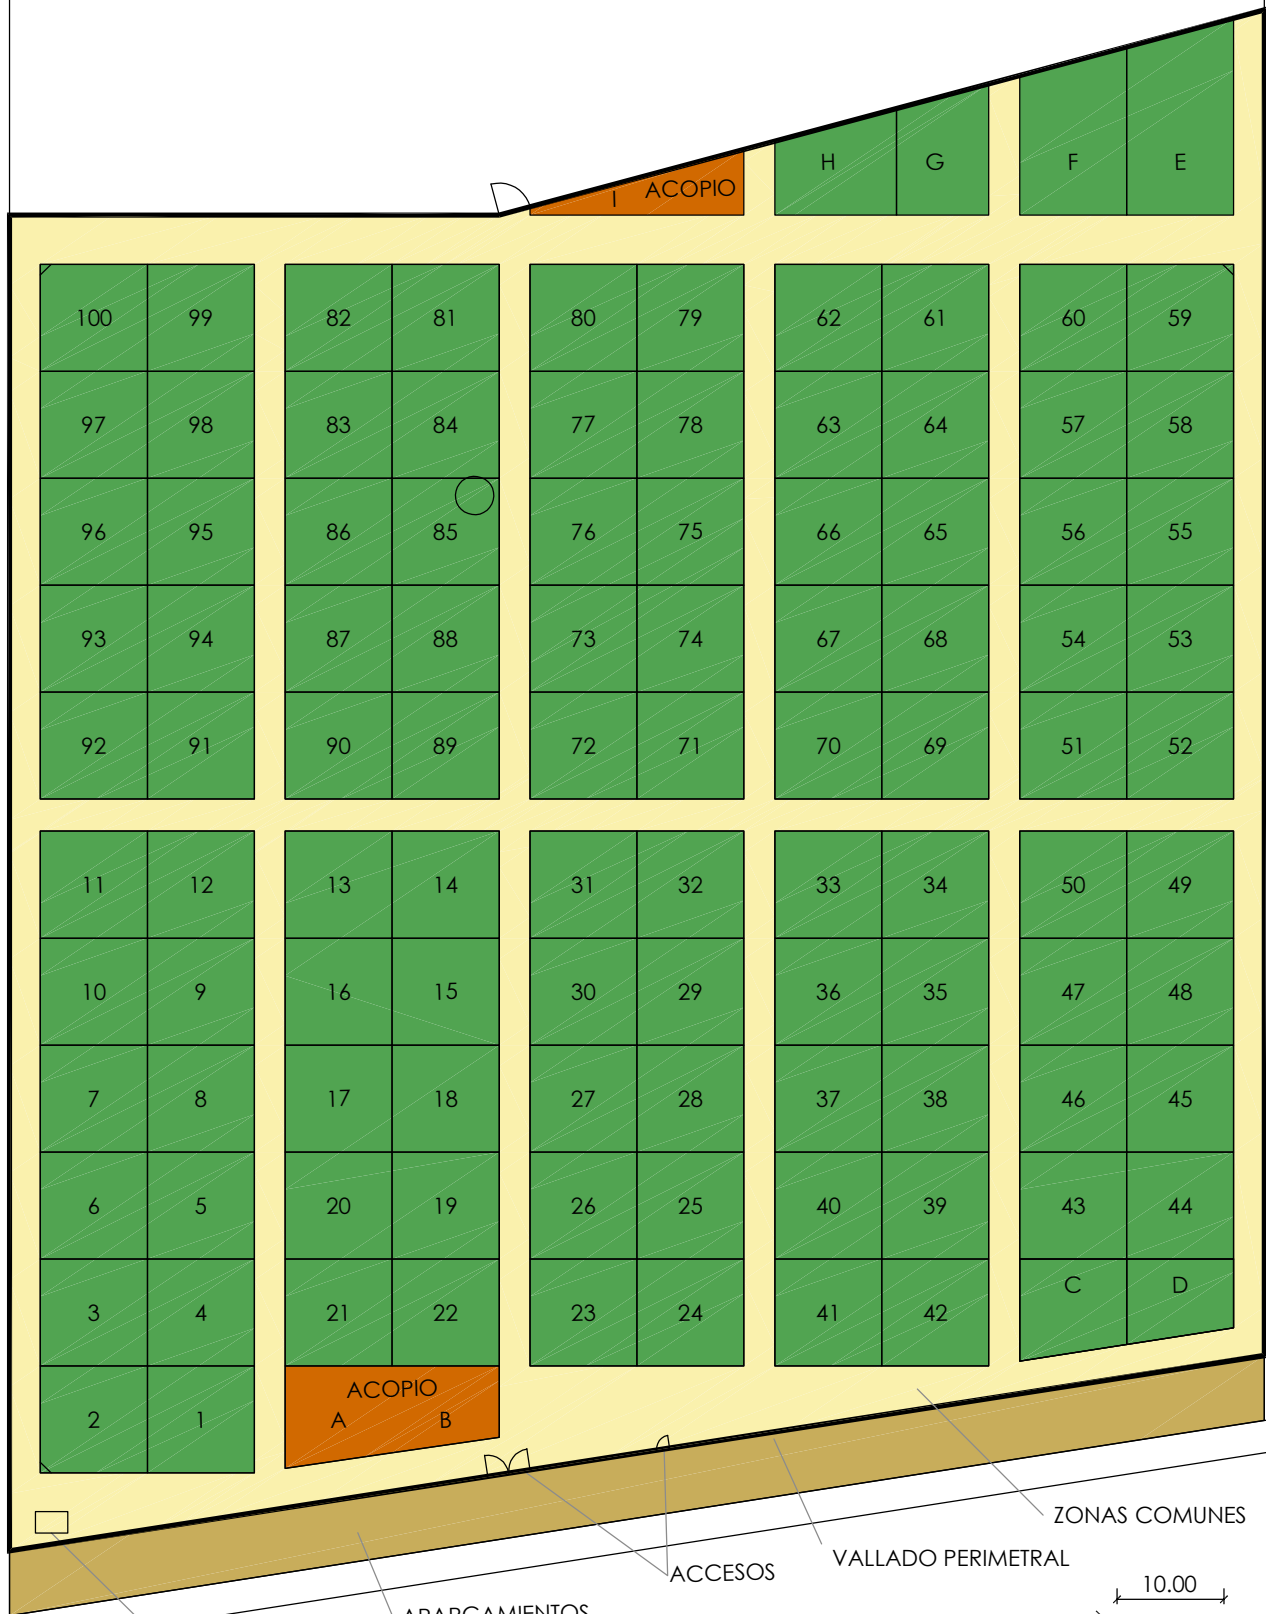 H G F E
I ACOPIO
100 99 82 81 80 79 62 61 60 59
97 98 83 84 77 78 63 64 57 58
96 95 86 85 76 75 66 65 56 55
93 94 87 88 73 74 67 68 54 53
92 91 90 89 72 71 70 69 51 52
11 12 13 14 31 32 33 34 50 49
10 9 16 15 30 29 36 35 47 48
7 8 17 18 27 28 37 38 46 45
6 5 20 19 26 25 40 39 43 44
3 4 21 22 23 24 41 42 C D
ACOPIO
2 1 A B
ZONAS COMUNES
VALLADO PERIMETRAL
ACCESOS
10.00
APARCAMIENTOS